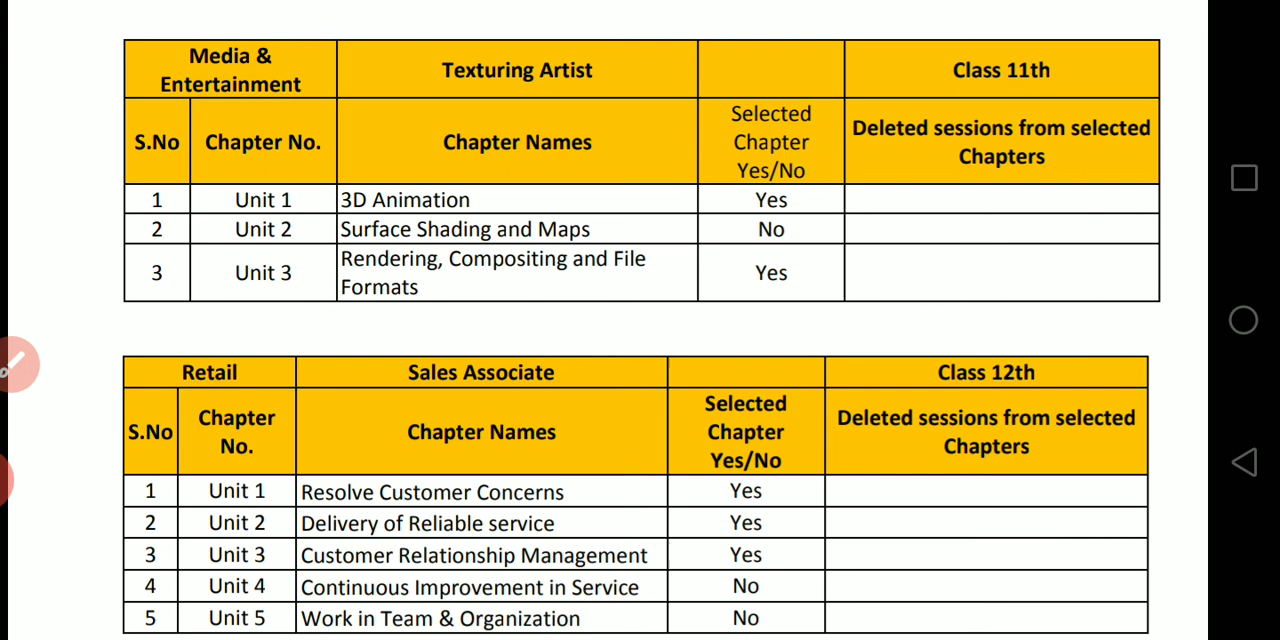 Media & Entertainment Texturing Artist Class 11th
S.No Chapter No. Chapter Names Selected Chapter Yes/No Deleted sessions from selected Chapters
1 Unit 1 3D Animation Yes
2 Unit 2 Surface Shading and Maps No
3 Unit 3 Rendering, Compositing and File Formats Yes
Retail Sales Associate Class 12th
S.No Chapter No. Chapter Names Selected Chapter Yes/No Deleted sessions from selected Chapters
1 Unit 1 Resolve Customer Concerns Yes
2 Unit 2 Delivery of Reliable service Yes
3 Unit 3 Customer Relationship Management Yes
4 Unit 4 Continuous Improvement in Service No
5 Unit 5 Work in Team & Organization No